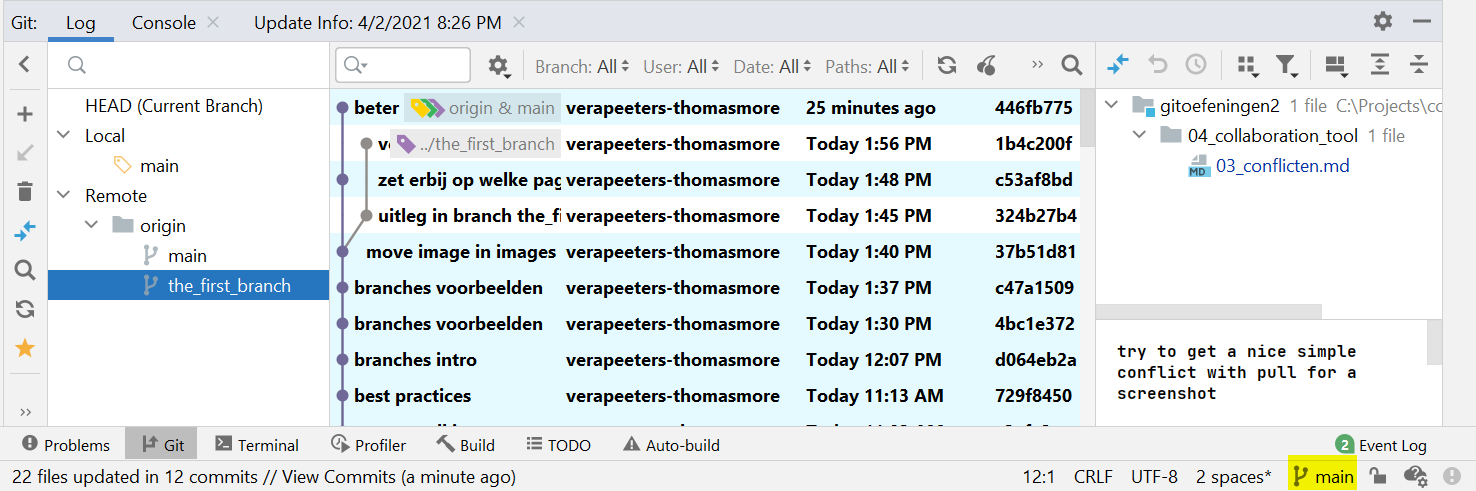 Git: Log Console Update Info: 4/2/2021 8:26 PM
Branch: All User: All Date: All Paths: All
HEAD (Current Branch)
Local
main
Remote
origin
main
the_first_branch
beter origin & main verapeeters-thomasmore 25 minutes ago 446fb775
../the_first_branch verapeeters-thomasmore Today 1:56 PM 1b4c200f
zet erbij op welke pag verapeeters-thomasmore Today 1:48 PM c53af8bd
uitleg in branch the_fi verapeeters-thomasmore Today 1:45 PM 324b27b4
move image in images verapeeters-thomasmore Today 1:40 PM 37b51d81
branches voorbeelden verapeeters-thomasmore Today 1:37 PM c47a1509
branches voorbelden verapeeters-thomasmore Today 1:30 PM 4bc1e372
branches intro verapeeters-thomasmore Today 12:07 PM d064eb2a
best practices verapeeters-thomasmore Today 11:13 AM 729f8450
gitoefeningen2 1 file C:\Projects\cc
04_collaboration_tool 1 file
MD 03_conflicten.md
try to get a nice simple
conflict with pull for a
screenshot
Problems Git Terminal Profiler Build TODO Auto-build 2 Event Log
22 files updated in 12 commits // View Commits (a minute ago) 12:1 CRLF UTF-8 2 spaces* main